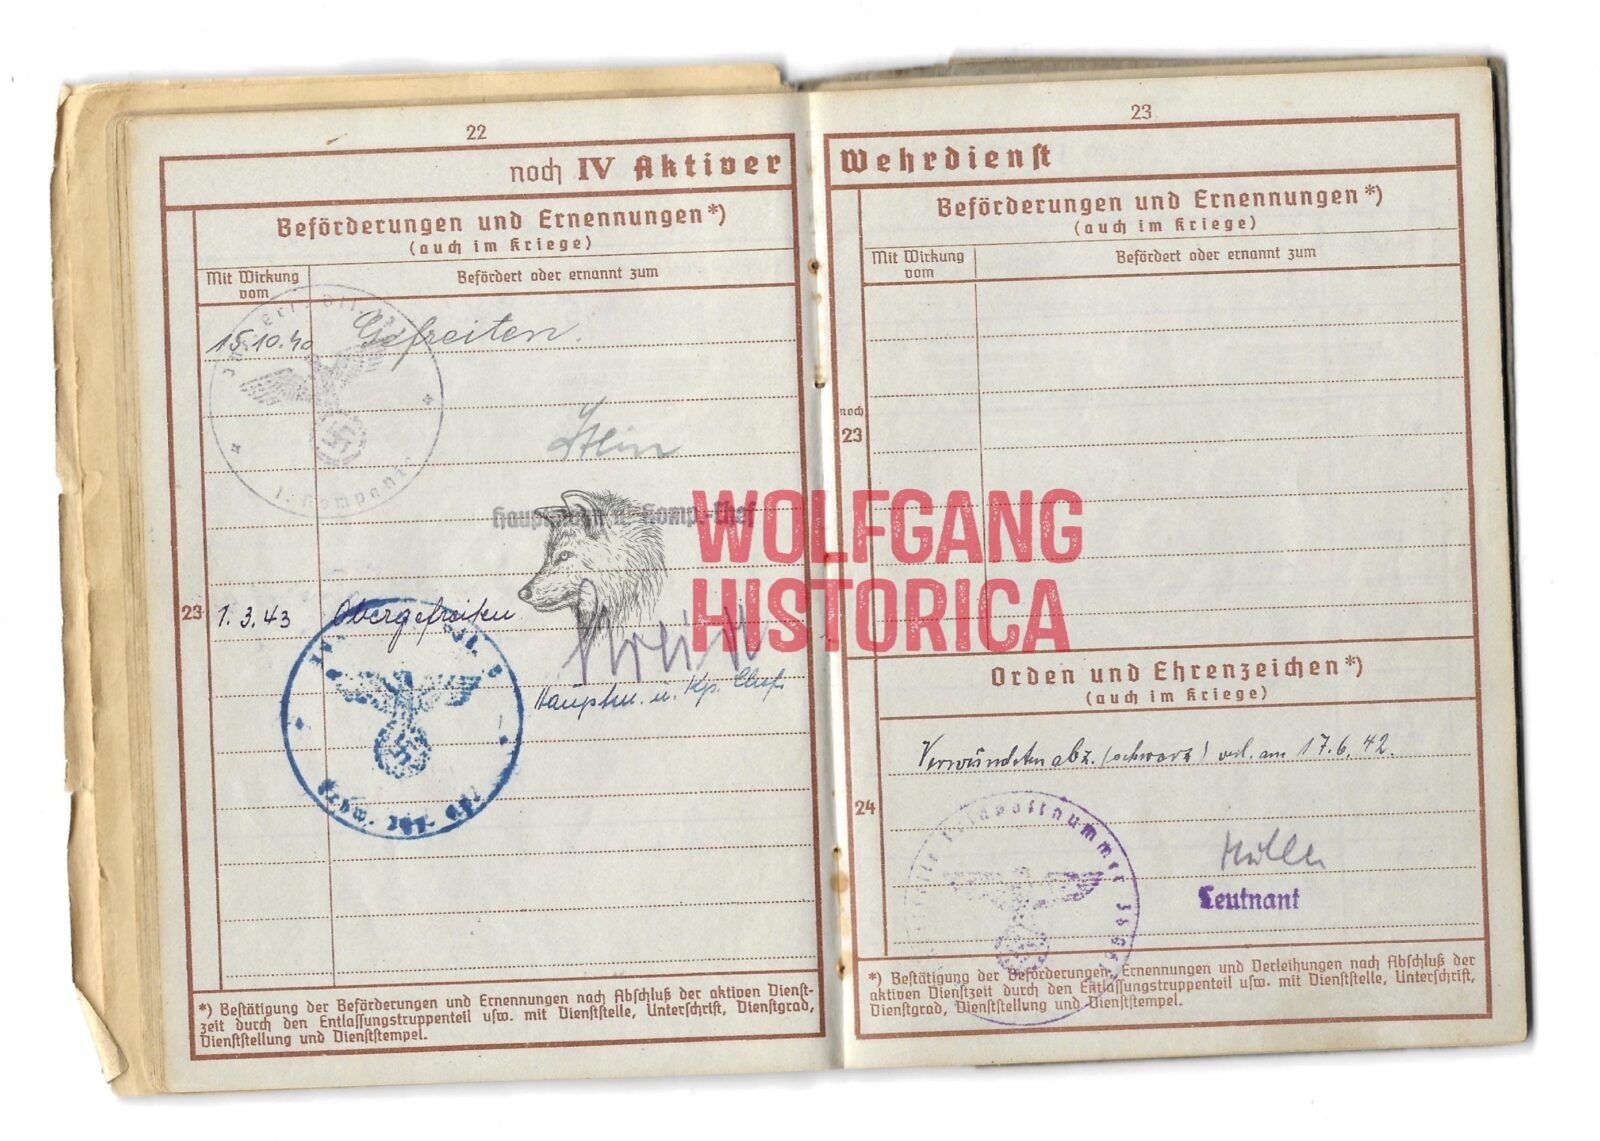 22
noch IV Aktiver
Beförderungen und Ernennungen*)
(auch im Kriege)
Mit Wirkung
vom
Befördert oder ernannt zum
15.10.40 Gefreiten.
Hauptmann u. Komp.-Chef
23
1.3.43 Obergefreiten
Hauptm. u. Kp. Chef.
*) Bestätigung der Beförderungen und Ernennungen nach Abschluß der aktiven Dienst-
zeit durch den Entlassungstruppenteil usw. mit Dienststelle, Unterschrift, Dienstgrad,
Dienststellung und Dienststempel.
WOLFGANG
HISTORICA
23
Wehrdienst
Beförderungen und Ernennungen*)
(auch im Kriege)
Mit Wirkung
vom
Befördert oder ernannt zum
noch
23
Orden und Ehrenzeichen*)
(auch im Kriege)
Verwundetenabz. (schwarz) verl. am 17.6.42.
24
Feldpostnummer
Leutnant
*) Bestätigung der Beförderungen, Ernennungen und Verleihungen nach Abschluß der
aktiven Dienstzeit durch den Entlassungstruppenteil usw. mit Dienststelle, Unterschrift,
Dienstgrad, Dienststellung und Dienststempel.